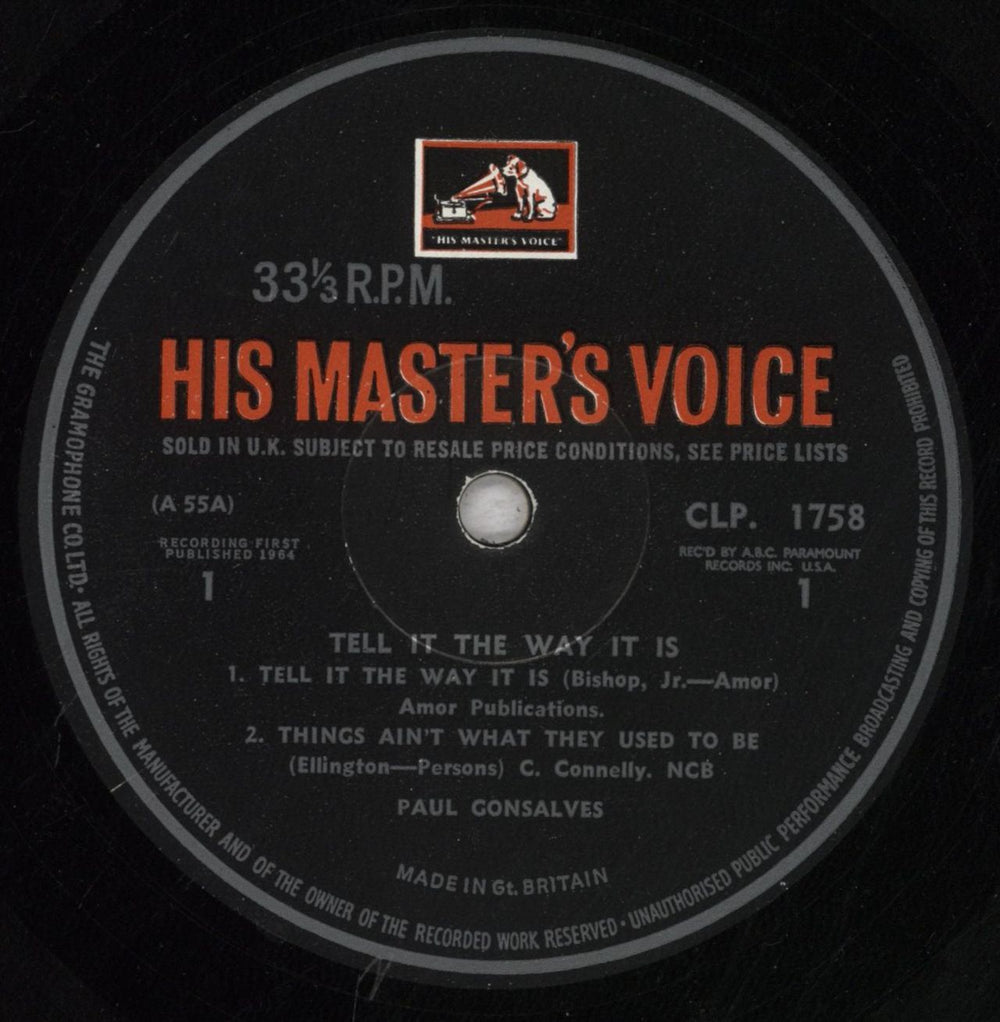 "HIS MASTER'S VOICE"
33⅓ R.P.M.
HIS MASTER'S VOICE
SOLD IN U.K. SUBJECT TO RESALE PRICE CONDITIONS, SEE PRICE LISTS
(A 55A)
CLP. 1758
RECORDING FIRST
PUBLISHED 1964
REC'D BY A.B.C. PARAMOUNT
RECORDS INC. U.S.A.
1
1
TELL IT THE WAY IT IS
1. TELL IT THE WAY IT IS (Bishop, Jr.—Amor)
Amor Publications.
2. THINGS AIN'T WHAT THEY USED TO BE
(Ellington—Persons) C. Connelly. NCB
PAUL GONSALVES
MADE IN Gt. BRITAIN
THE GRAMOPHONE CO. LTD. • ALL RIGHTS OF THE MANUFACTURER AND OF THE OWNER OF THE RECORDED WORK RESERVED • UNAUTHORISED PUBLIC PERFORMANCE BROADCASTING AND COPYING OF THIS RECORD PROHIBITED